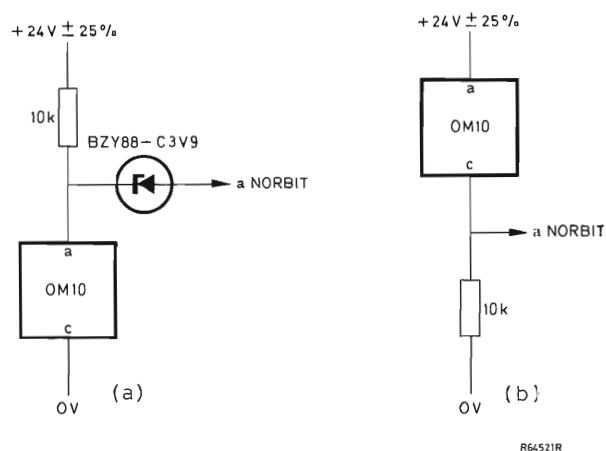 +24V ± 25%
10k
BZY88-C3V9
a NORBIT
a
OM10
c
0V
(a)
+24V ± 25%
a
OM10
c
a NORBIT
10k
0V
(b)
R64521R